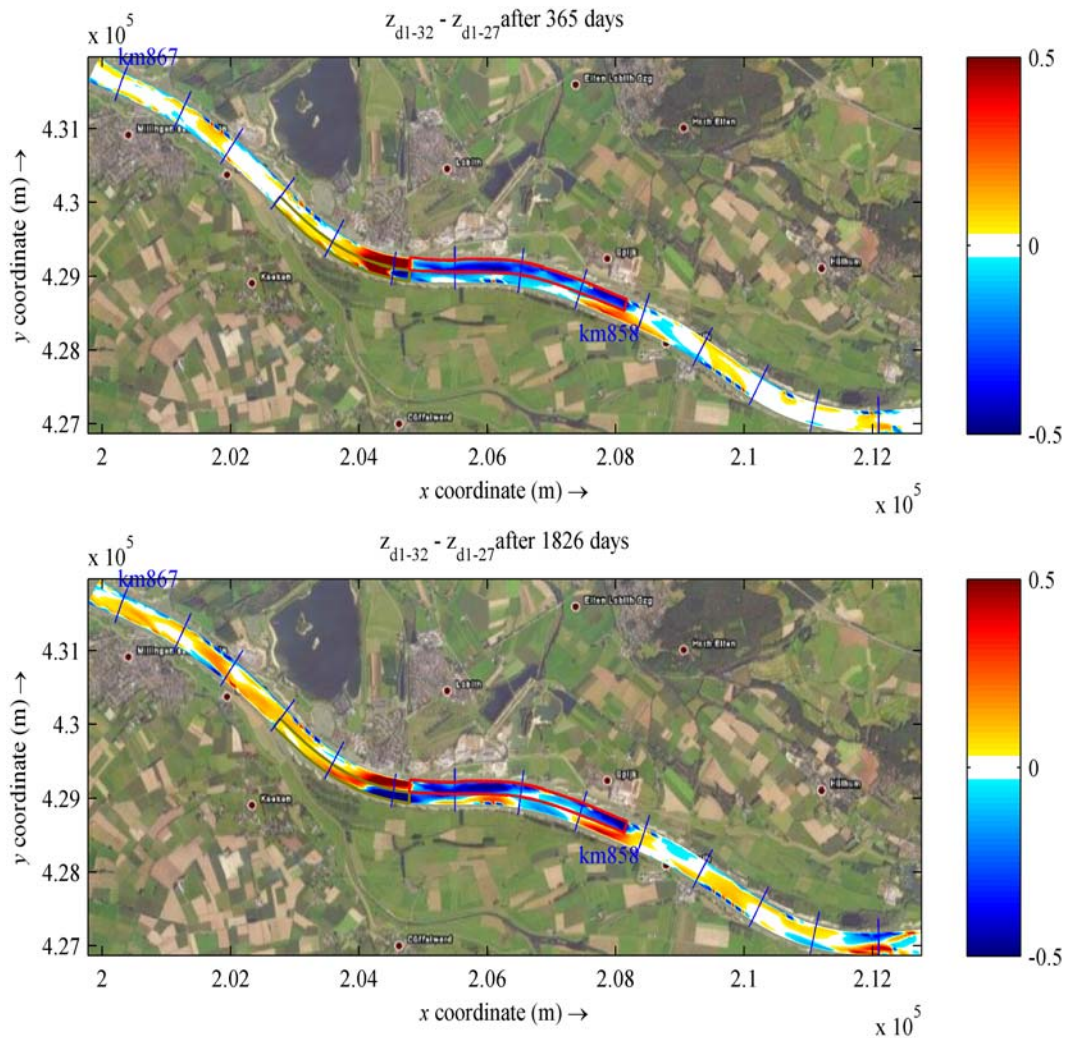 z_d1-32 - z_d1-27 after 365 days
x 10^5
0.5
km867
4.31
Lobith
4.3
0
y coordinate (m) →
Keeken
4.29
4.28
km858
4.27
-0.5
2 2.02 2.04 2.06 2.08 2.1 2.12
x coordinate (m) →
x 10^5
z_d1-32 - z_d1-27 after 1826 days
x 10^5
0.5
km867
4.31
Lobith
4.3
0
y coordinate (m) →
Keeken
4.29
4.28
km858
4.27
-0.5
2 2.02 2.04 2.06 2.08 2.1 2.12
x coordinate (m) →
x 10^5